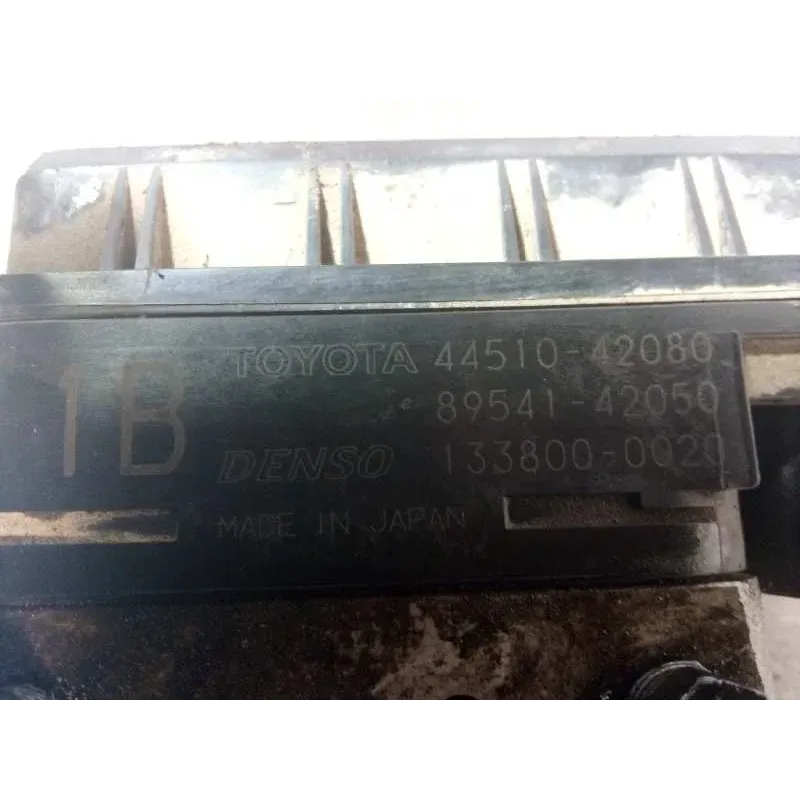 1B
TOYOTA 44510-42080
89541-42050
DENSO 133800-0020
MADE IN JAPAN